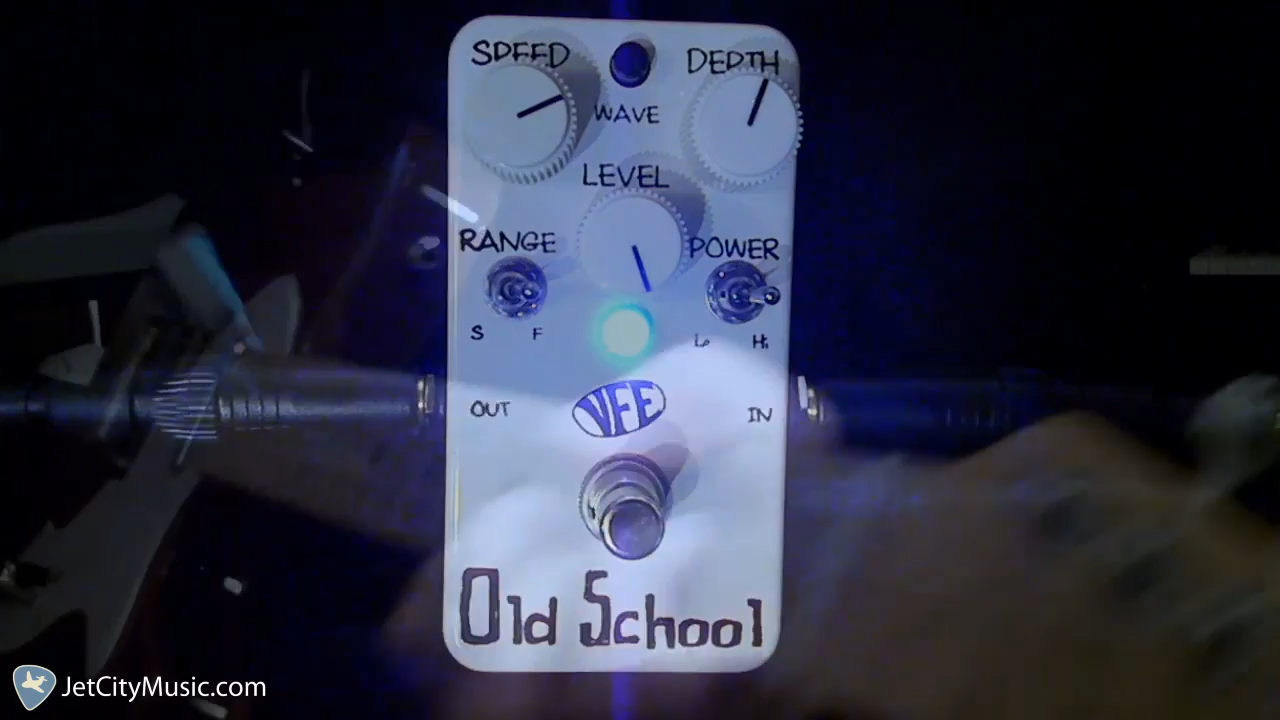 SPEED
DEPTH
WAVE
LEVEL
RANGE
POWER
S F
Lo Hi
OUT
VFE
IN
Old School
JetCityMusic.com